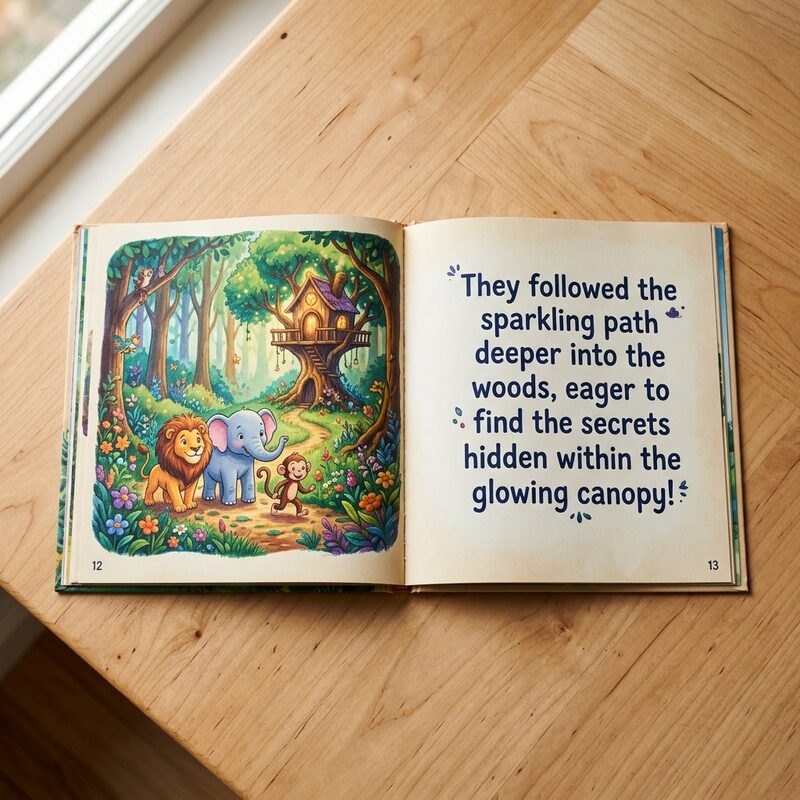 They followed the
sparkling path
deeper into the
woods, eager to
find the secrets
hidden within the
glowing canopy!
12
13